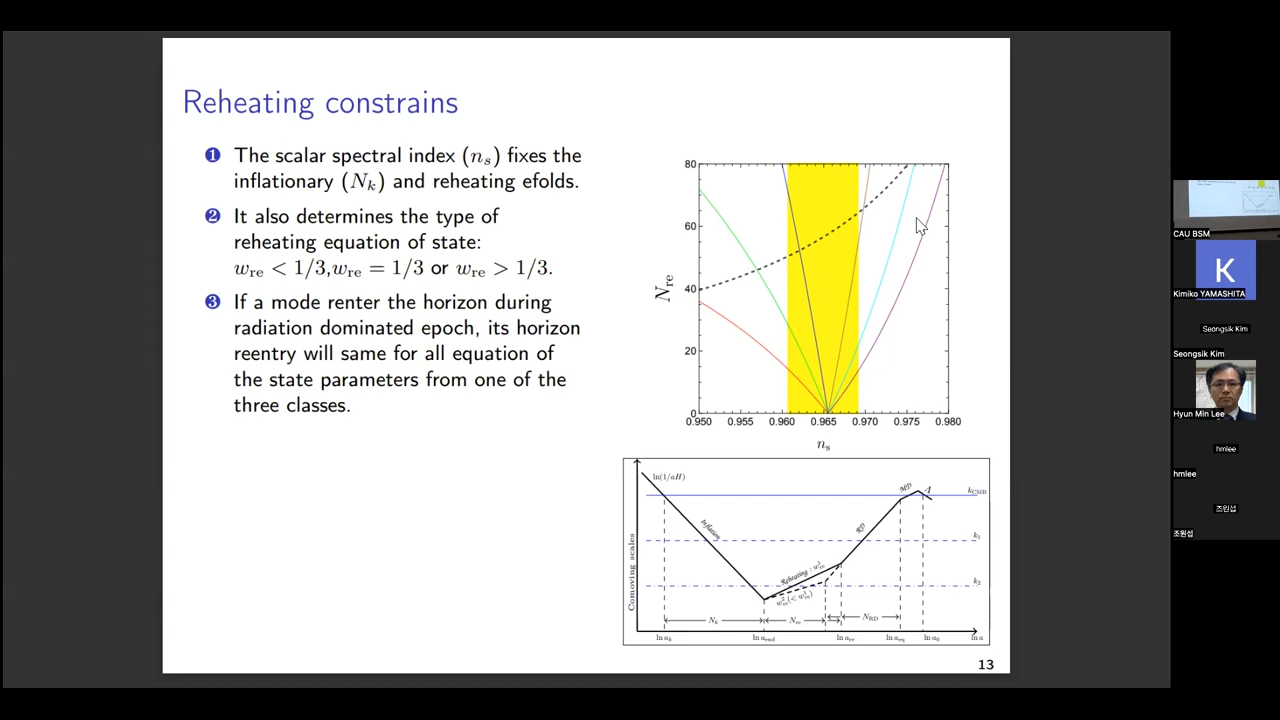 Reheating constrains
1 The scalar spectral index (n_s) fixes the
inflationary (N_k) and reheating efolds.
2 It also determines the type of
reheating equation of state:
w_re < 1/3,w_re = 1/3 or w_re > 1/3.
3 If a mode renter the horizon during
radiation dominated epoch, its horizon
reentry will same for all equation of
the state parameters from one of the
three classes.
80
60
40
20
0
N_re
0.950 0.955 0.960 0.965 0.970 0.975 0.980
n_s
ln(1/aH)
Comoving scales
Inflation
Reheating : w^1_re
w^2_re(< w^1_re)
RD
MD
Λ
k_CMB
k_1
k_2
N_k N_re N_RD
ln a_k ln a_end ln a_re ln a_eq ln a_0 ln a
13
CAU BSM
K
Kimiko YAMASHITA
Seongsik Kim
Seongsik Kim
Hyun Min Lee
hmlee
hmlee
조원섭
조원섭